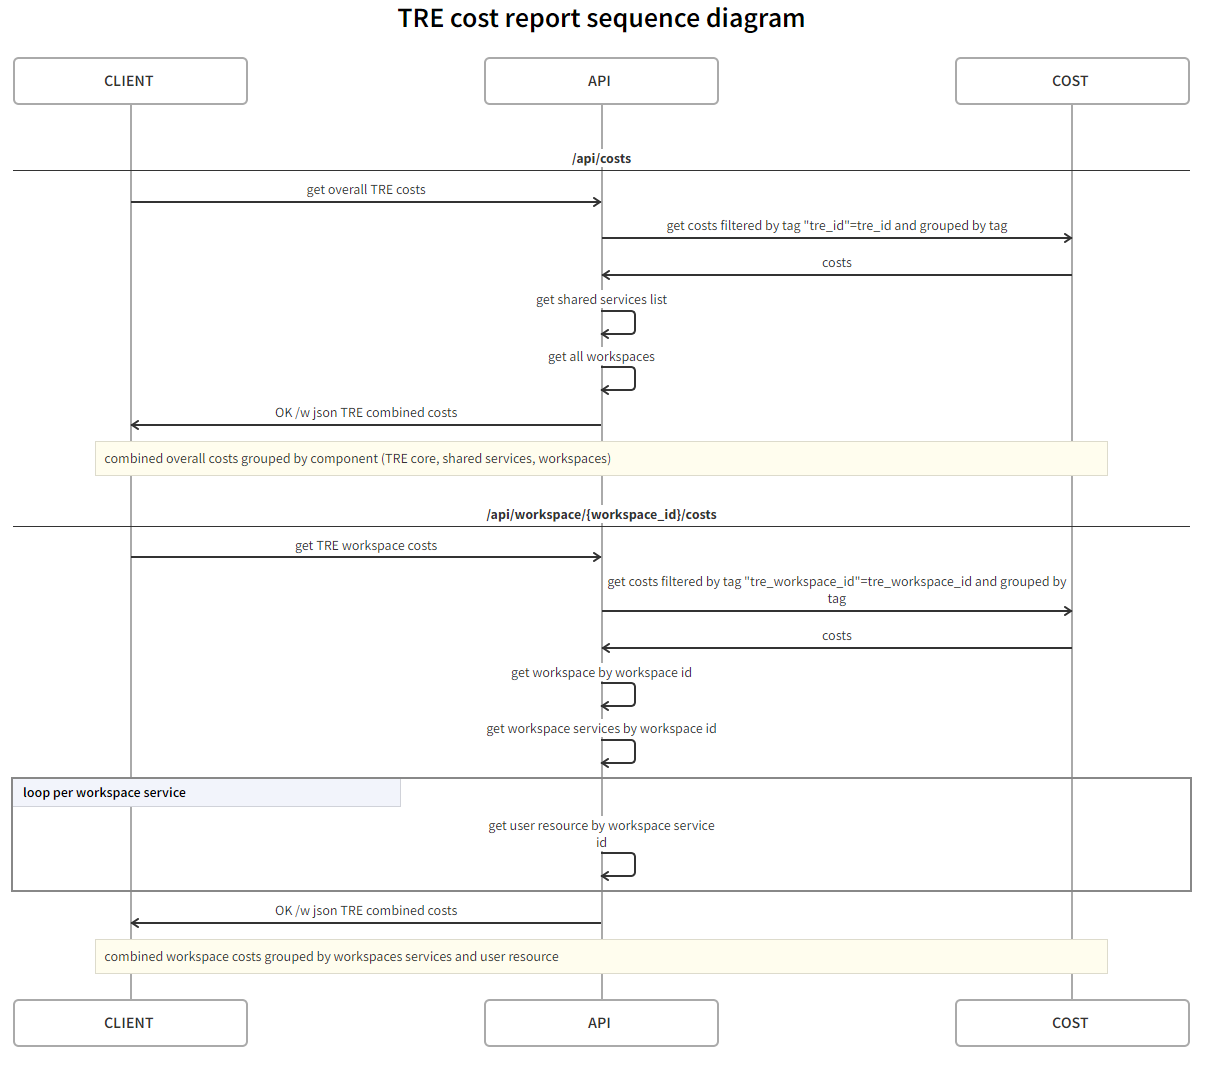 TRE cost report sequence diagram
CLIENT
API
COST
/api/costs
get overall TRE costs
get costs filtered by tag "tre_id"=tre_id and grouped by tag
costs
get shared services list
get all workspaces
OK /w json TRE combined costs
combined overall costs grouped by component (TRE core, shared services, workspaces)
/api/workspace/{workspace_id}/costs
get TRE workspace costs
get costs filtered by tag "tre_workspace_id"=tre_workspace_id and grouped by
tag
costs
get workspace by workspace id
get workspace services by workspace id
loop per workspace service
get user resource by workspace service
id
OK /w json TRE combined costs
combined workspace costs grouped by workspaces services and user resource
CLIENT
API
COST